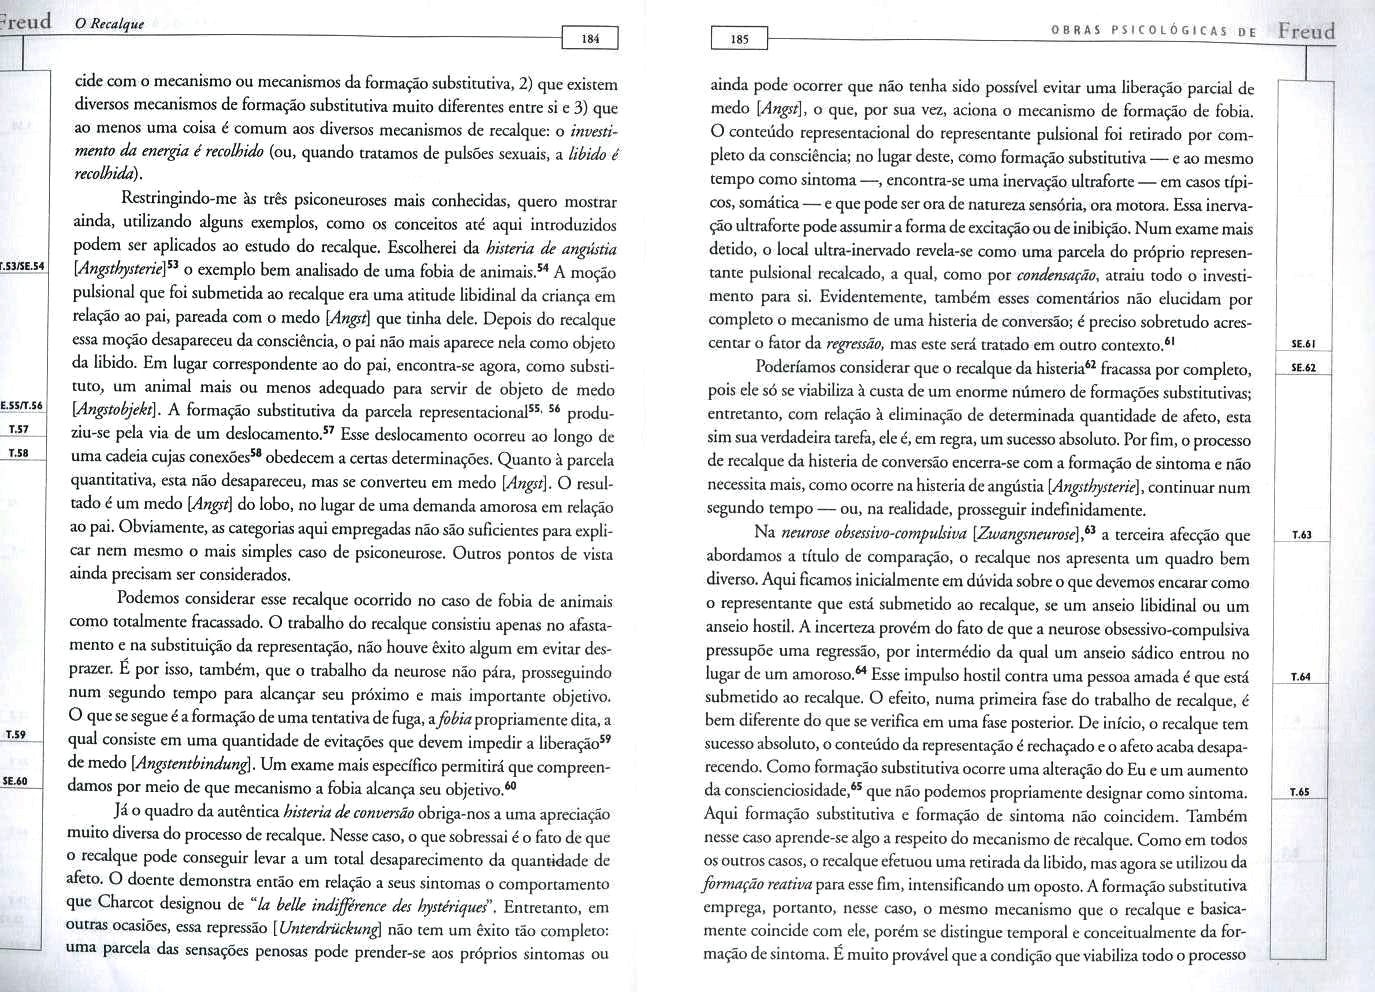 Freud O Recalque
184
cide com o mecanismo ou mecanismos da formação substitutiva, 2) que existem
diversos mecanismos de formação substitutiva muito diferentes entre si e 3) que
ao menos uma coisa é comum aos diversos mecanismos de recalque: o investi-
mento da energia é recolhido (ou, quando tratamos de pulsões sexuais, a libido é
recolhida).
Restringindo-me às três psiconeuroses mais conhecidas, quero mostrar
ainda, utilizando alguns exemplos, como os conceitos até aqui introduzidos
podem ser aplicados ao estudo do recalque. Escolherei da histeria de angústia
[Angsthysterie]53 o exemplo bem analisado de uma fobia de animais.54 A moção
pulsional que foi submetida ao recalque era uma atitude libidinal da criança em
relação ao pai, pareada com o medo [Angst] que tinha dele. Depois do recalque
essa moção desapareceu da consciência, o pai não mais aparece nela como objeto
da libido. Em lugar correspondente ao do pai, encontra-se agora, como substi-
tuto, um animal mais ou menos adequado para servir de objeto de medo
[Angstobjekt]. A formação substitutiva da parcela representacional55, 56 produ-
ziu-se pela via de um deslocamento.57 Esse deslocamento ocorreu ao longo de
uma cadeia cujas conexões58 obedecem a certas determinações. Quanto à parcela
quantitativa, esta não desapareceu, mas se converteu em medo [Angst]. O resul-
tado é um medo [Angst] do lobo, no lugar de uma demanda amorosa em relação
ao pai. Obviamente, as categorias aqui empregadas não são suficientes para expli-
car nem mesmo o mais simples caso de psiconeurose. Outros pontos de vista
ainda precisam ser considerados.
Podemos considerar esse recalque ocorrido no caso de fobia de animais
como totalmente fracassado. O trabalho do recalque consistiu apenas no afasta-
mento e na substituição da representação, não houve êxito algum em evitar des-
prazer. É por isso, também, que o trabalho da neurose não pára, prosseguindo
num segundo tempo para alcançar seu próximo e mais importante objetivo.
O que se segue é a formação de uma tentativa de fuga, a fobia propriamente dita, a
qual consiste em uma quantidade de evitações que devem impedir a liberação59
de medo [Angstentbindung]. Um exame mais específico permitirá que compreen-
damos por meio de que mecanismo a fobia alcança seu objetivo.60
Já o quadro da autêntica histeria de conversão obriga-nos a uma apreciação
muito diversa do processo de recalque. Nesse caso, o que sobressai é o fato de que
o recalque pode conseguir levar a um total desaparecimento da quantidade de
afeto. O doente demonstra então em relação a seus sintomas o comportamento
que Charcot designou de "la belle indifférence des hystériques". Entretanto, em
outras ocasiões, essa repressão [Unterdrückung] não tem um êxito tão completo:
uma parcela das sensações penosas pode prender-se aos próprios sintomas ou
T.53/SE.54
E.55/T.56
T.57
T.58
T.59
SE.60
185
OBRAS PSICOLÓGICAS DE Freud
ainda pode ocorrer que não tenha sido possível evitar uma liberação parcial de
medo [Angst], o que, por sua vez, aciona o mecanismo de formação de fobia.
O conteúdo representacional do representante pulsional foi retirado por com-
pleto da consciência; no lugar deste, como formação substitutiva — e ao mesmo
tempo como sintoma —, encontra-se uma inervação ultraforte — em casos típi-
cos, somática — e que pode ser ora de natureza sensória, ora motora. Essa inerva-
ção ultraforte pode assumir a forma de excitação ou de inibição. Num exame mais
detido, o local ultra-inervado revela-se como uma parcela do próprio represen-
tante pulsional recalcado, a qual, como por condensação, atraiu todo o investi-
mento para si. Evidentemente, também esses comentários não elucidam por
completo o mecanismo de uma histeria de conversão; é preciso sobretudo acres-
centar o fator da regressão, mas este será tratado em outro contexto.61
Poderíamos considerar que o recalque da histeria62 fracassa por completo,
pois ele só se viabiliza à custa de um enorme número de formações substitutivas;
entretanto, com relação à eliminação de determinada quantidade de afeto, esta
sim sua verdadeira tarefa, ele é, em regra, um sucesso absoluto. Por fim, o processo
de recalque da histeria de conversão encerra-se com a formação de sintoma e não
necessita mais, como ocorre na histeria de angústia [Angsthysterie], continuar num
segundo tempo — ou, na realidade, prosseguir indefinidamente.
Na neurose obsessivo-compulsiva [Zwangsneurose],63 a terceira afecção que
abordamos a título de comparação, o recalque nos apresenta um quadro bem
diverso. Aqui ficamos inicialmente em dúvida sobre o que devemos encarar como
o representante que está submetido ao recalque, se um anseio libidinal ou um
anseio hostil. A incerteza provém do fato de que a neurose obsessivo-compulsiva
pressupõe uma regressão, por intermédio da qual um anseio sádico entrou no
lugar de um amoroso.64 Esse impulso hostil contra uma pessoa amada é que está
submetido ao recalque. O efeito, numa primeira fase do trabalho de recalque, é
bem diferente do que se verifica em uma fase posterior. De início, o recalque tem
sucesso absoluto, o conteúdo da representação é rechaçado e o afeto acaba desapa-
recendo. Como formação substitutiva ocorre uma alteração do Eu e um aumento
da conscienciosidade,65 que não podemos propriamente designar como sintoma.
Aqui formação substitutiva e formação de sintoma não coincidem. Também
nesse caso aprende-se algo a respeito do mecanismo de recalque. Como em todos
os outros casos, o recalque efetuou uma retirada da libido, mas agora se utilizou da
formação reativa para esse fim, intensificando um oposto. A formação substitutiva
emprega, portanto, nesse caso, o mesmo mecanismo que o recalque e basica-
mente coincide com ele, porém se distingue temporal e conceitualmente da for-
mação de sintoma. É muito provável que a condição que viabiliza todo o processo
SE.61
SE.62
T.63
T.64
T.65